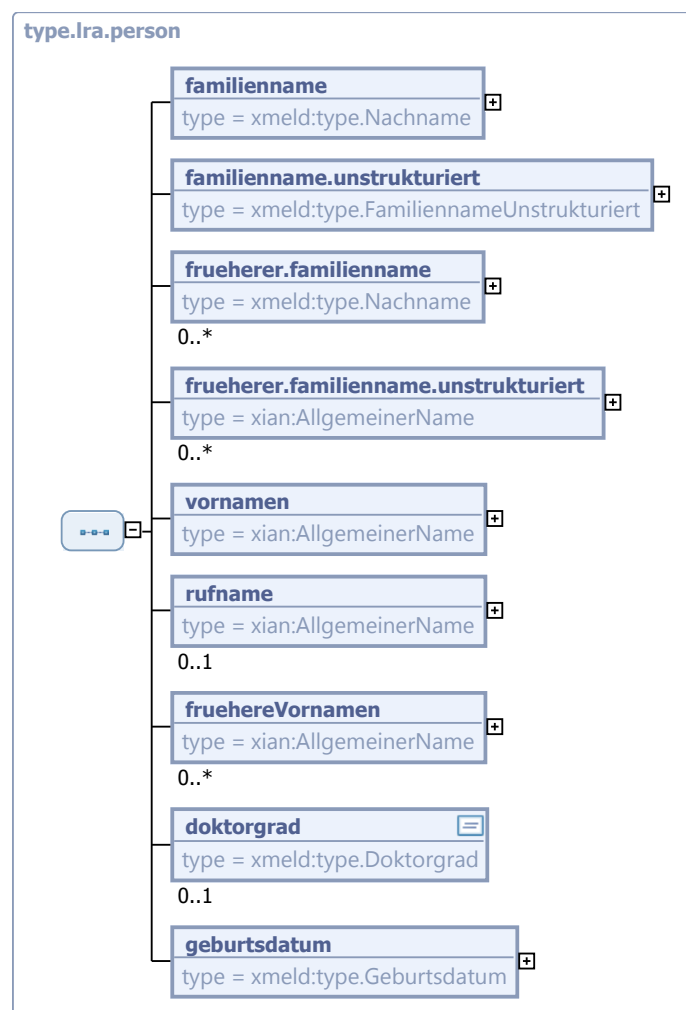 type.lra.person
familienname
type = xmeld:type.Nachname
familienname.unstrukturiert
type = xmeld:type.FamiliennameUnstrukturiert
frueherer.familienname
type = xmeld:type.Nachname
0..*
frueherer.familienname.unstrukturiert
type = xian:AllgemeinerName
0..*
vornamen
type = xian:AllgemeinerName
rufname
type = xian:AllgemeinerName
0..1
fruehereVornamen
type = xian:AllgemeinerName
0..*
doktorgrad
type = xmeld:type.Doktorgrad
0..1
geburtsdatum
type = xmeld:type.Geburtsdatum